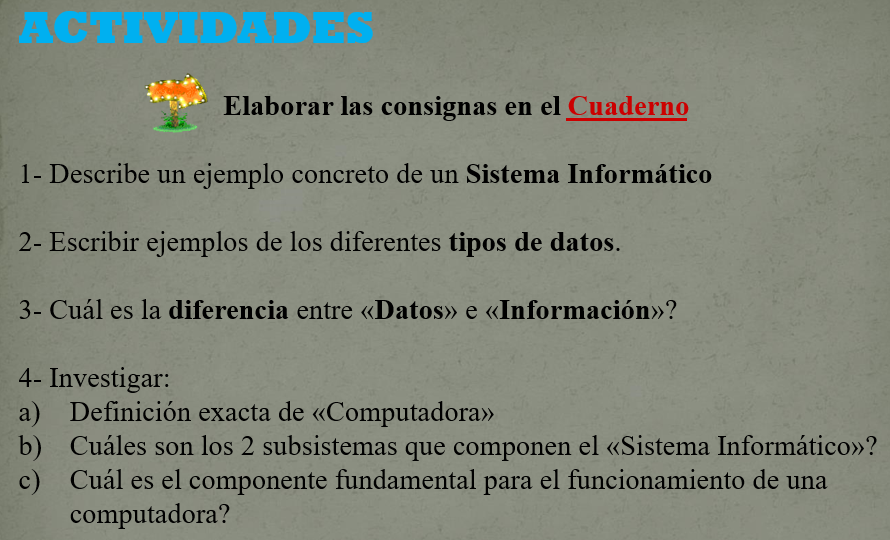 ACTIVIDADES
Elaborar las consignas en el Cuaderno
1- Describe un ejemplo concreto de un Sistema Informático
2- Escribir ejemplos de los diferentes tipos de datos.
3- Cuál es la diferencia entre «Datos» e «Información»?
4- Investigar:
a) Definición exacta de «Computadora»
b) Cuáles son los 2 subsistemas que componen el «Sistema Informático»?
c) Cuál es el componente fundamental para el funcionamiento de una
computadora?